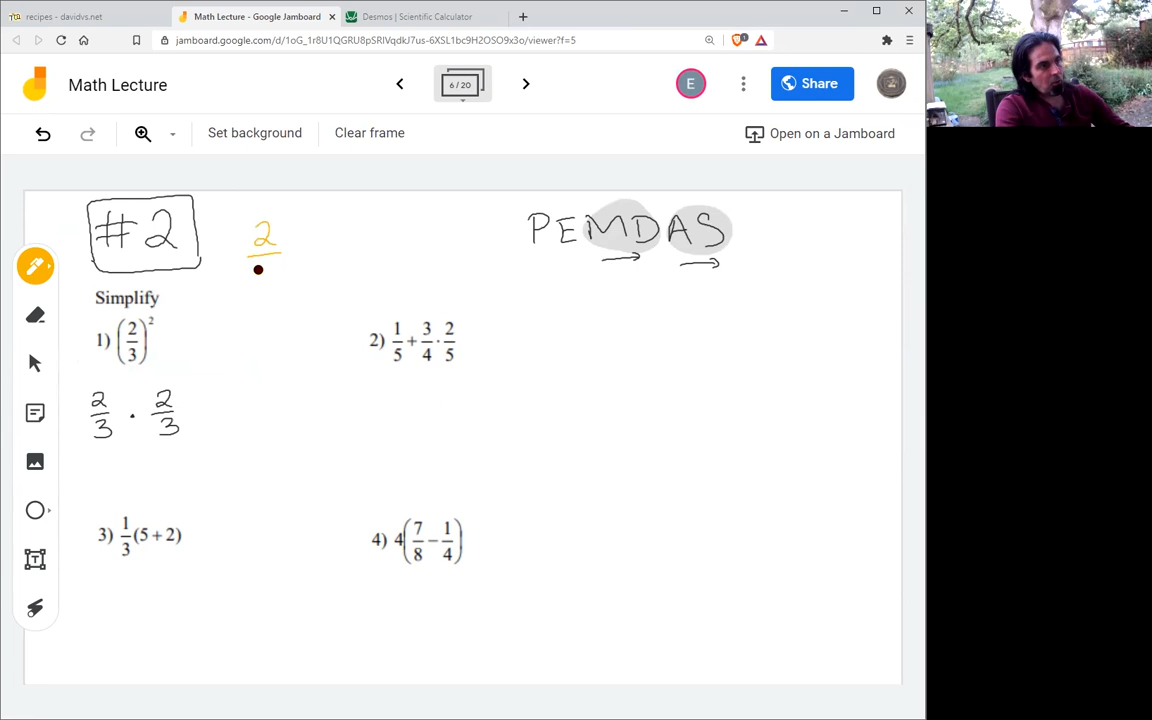 recipes - davidvs.net
Math Lecture - Google Jamboard
Desmos | Scientific Calculator
jamboard.google.com/d/1oG_1r8U1QGRU8pSRlVqdkJ7us-6XSL1bc9H2OSO9x3o/viewer?f=5
1
Math Lecture
6 / 20
E
Share
Set background
Clear frame
Open on a Jamboard
#2
2
PEMDAS
Simplify
1) (2/3)²
2) 1/5 + 3/4 · 2/5
2/3 · 2/3
3) 1/3(5 + 2)
4) 4(7/8 − 1/4)